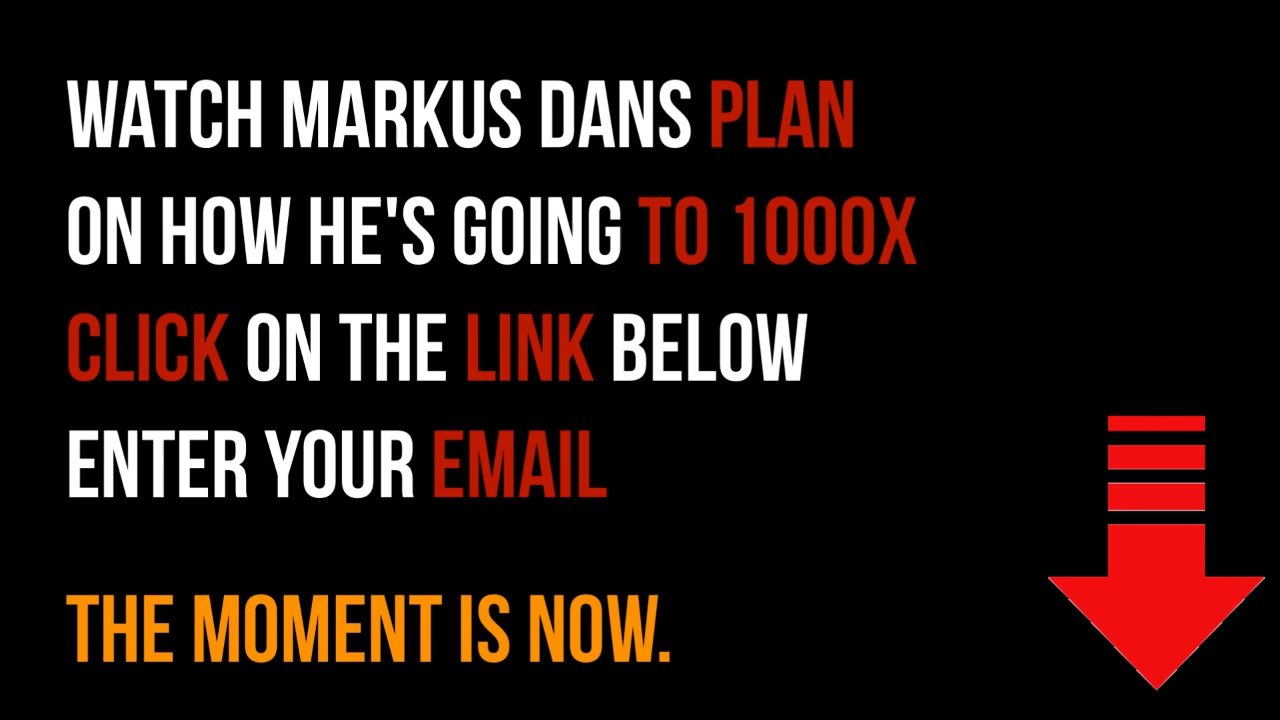 WATCH MARKUS DANS PLAN
ON HOW HE'S GOING TO 1000X
CLICK ON THE LINK BELOW
ENTER YOUR EMAIL
THE MOMENT IS NOW.